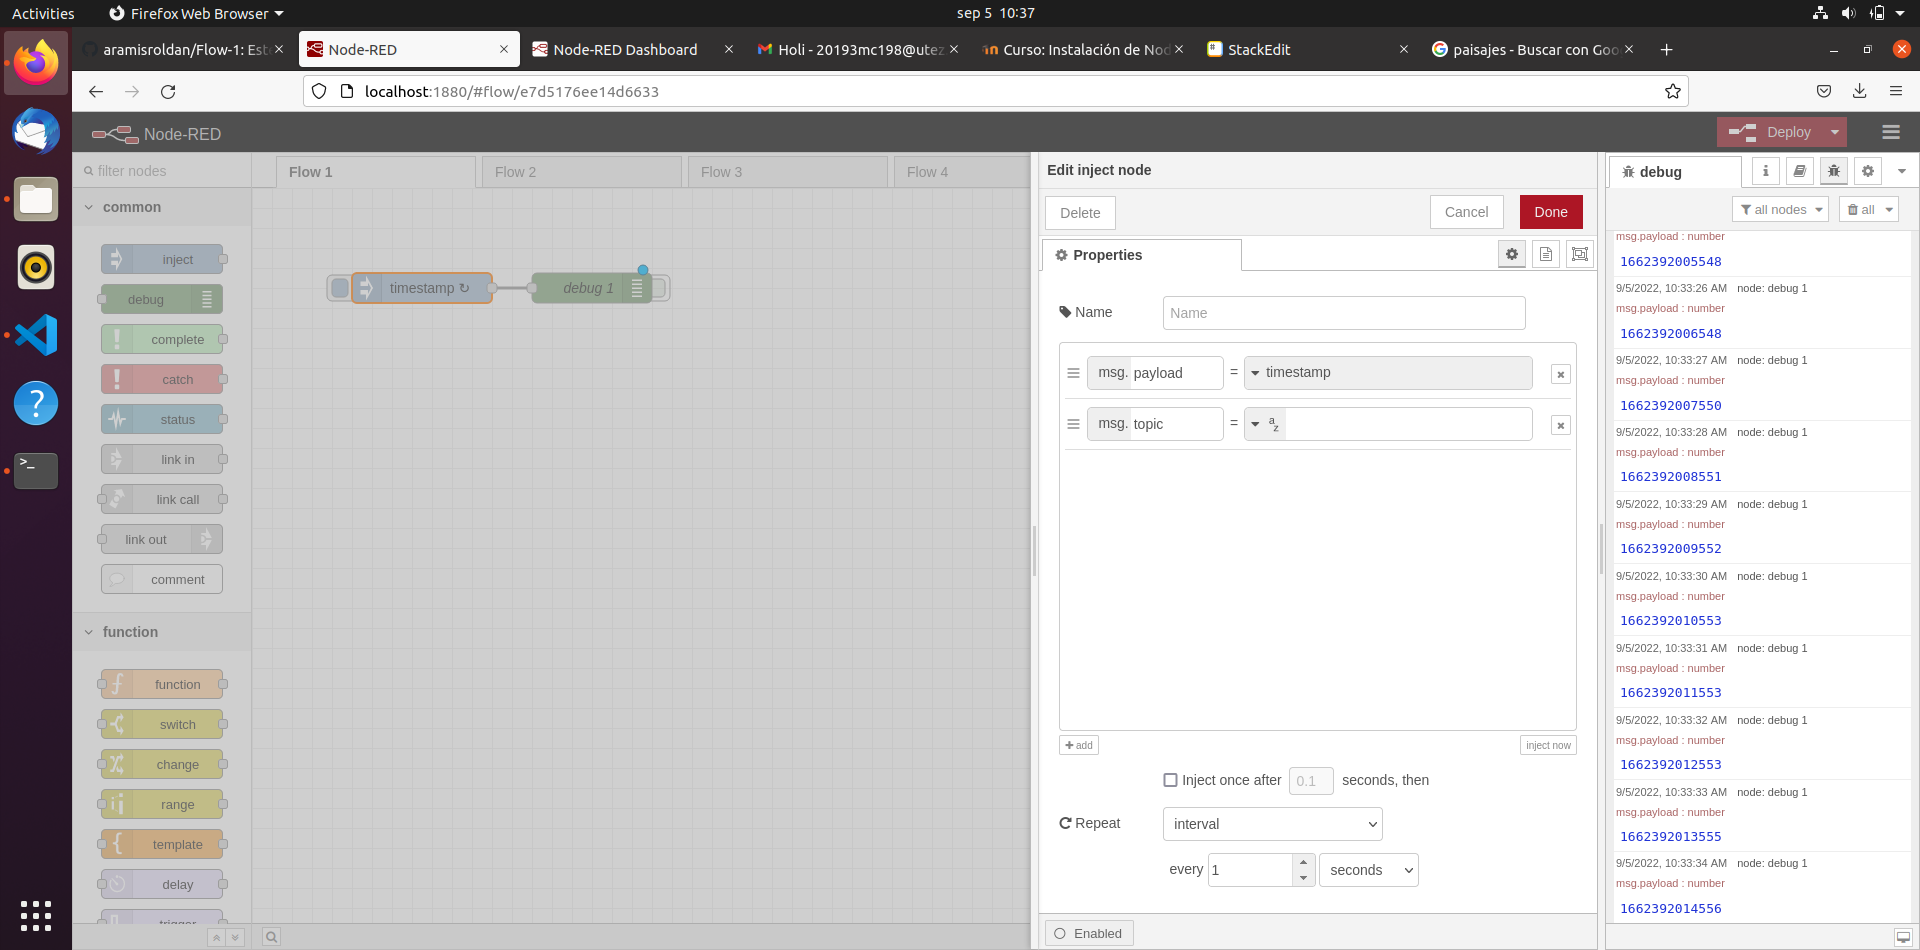 Activities
Firefox Web Browser
sep 5 10:37
aramisroldan/Flow-1: Est
Node-RED
Node-RED Dashboard
Holi - 20193mc198@utez
Curso: Instalación de Nod
StackEdit
paisajes - Buscar con Goo
localhost:1880/#flow/e7d5176ee14d6633
Node-RED
Deploy
filter nodes
Flow 1
Flow 2
Flow 3
Flow 4
common
inject
debug
complete
catch
status
link in
link call
link out
comment
function
function
switch
change
range
template
delay
trigger
timestamp ↻
debug 1
Edit inject node
Delete
Cancel
Done
Properties
Name
Name
msg. payload = timestamp
msg. topic = a z
add
inject now
Inject once after 0.1 seconds, then
Repeat
interval
every 1 seconds
Enabled
debug
i
all nodes
all
msg.payload : number
1662392005548
9/5/2022, 10:33:26 AM node: debug 1
msg.payload : number
1662392006548
9/5/2022, 10:33:27 AM node: debug 1
msg.payload : number
1662392007550
9/5/2022, 10:33:28 AM node: debug 1
msg.payload : number
1662392008551
9/5/2022, 10:33:29 AM node: debug 1
msg.payload : number
1662392009552
9/5/2022, 10:33:30 AM node: debug 1
msg.payload : number
1662392010553
9/5/2022, 10:33:31 AM node: debug 1
msg.payload : number
1662392011553
9/5/2022, 10:33:32 AM node: debug 1
msg.payload : number
1662392012553
9/5/2022, 10:33:33 AM node: debug 1
msg.payload : number
1662392013555
9/5/2022, 10:33:34 AM node: debug 1
msg.payload : number
1662392014556